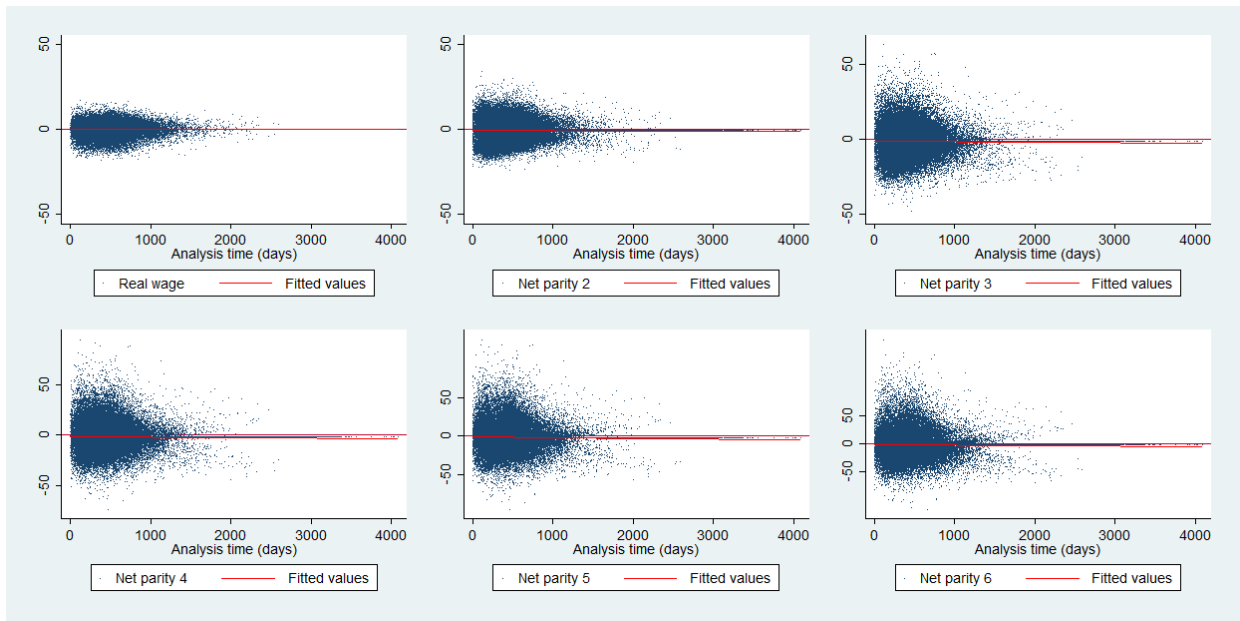 50
0
-50
0 1000 2000 3000 4000
Analysis time (days)
Real wage Fitted values
50
0
-50
0 1000 2000 3000 4000
Analysis time (days)
Net parity 2 Fitted values
50
0
-50
0 1000 2000 3000 4000
Analysis time (days)
Net parity 3 Fitted values
50
0
-50
0 1000 2000 3000 4000
Analysis time (days)
Net parity 4 Fitted values
50
0
-50
0 1000 2000 3000 4000
Analysis time (days)
Net parity 5 Fitted values
50
0
-50
0 1000 2000 3000 4000
Analysis time (days)
Net parity 6 Fitted values